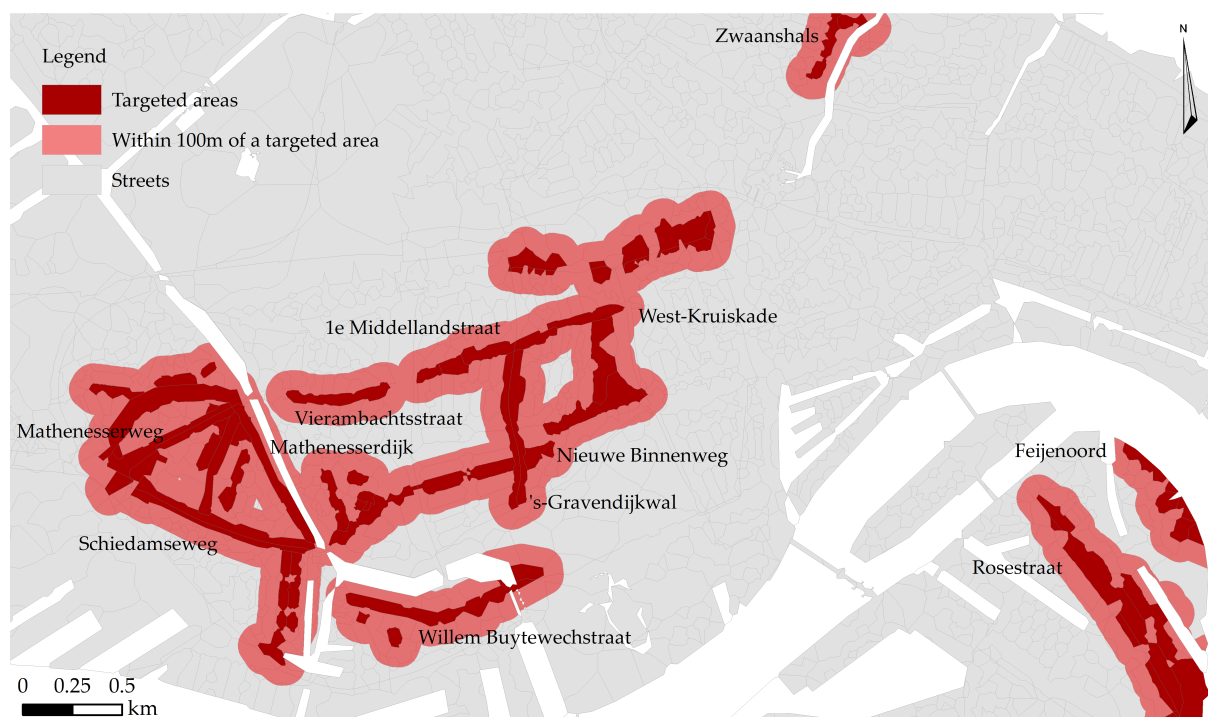 Zwaanshals
N
Legend
Targeted areas
Within 100m of a targeted area
Streets
1e Middellandstraat
West-Kruiskade
Vierambachtsstraat
Mathenesserweg
Mathenesserdijk
Nieuwe Binnenweg
Feijenoord
's-Gravendijkwal
Schiedamseweg
Rosestraat
Willem Buytewechstraat
0 0.25 0.5
km